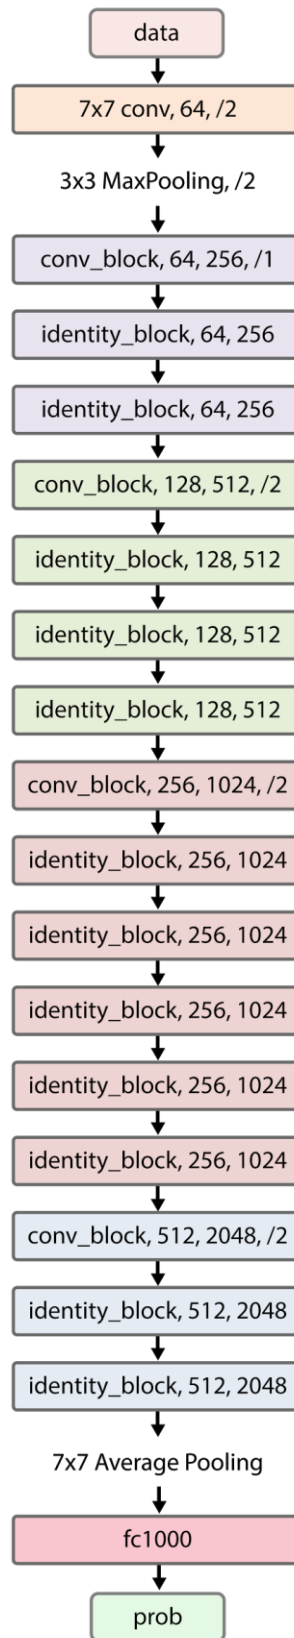 data
7x7 conv, 64, /2
3x3 MaxPooling, /2
conv_block, 64, 256, /1
identity_block, 64, 256
identity_block, 64, 256
conv_block, 128, 512, /2
identity_block, 128, 512
identity_block, 128, 512
identity_block, 128, 512
conv_block, 256, 1024, /2
identity_block, 256, 1024
identity_block, 256, 1024
identity_block, 256, 1024
identity_block, 256, 1024
identity_block, 256, 1024
conv_block, 512, 2048, /2
identity_block, 512, 2048
identity_block, 512, 2048
7x7 Average Pooling
fc1000
prob